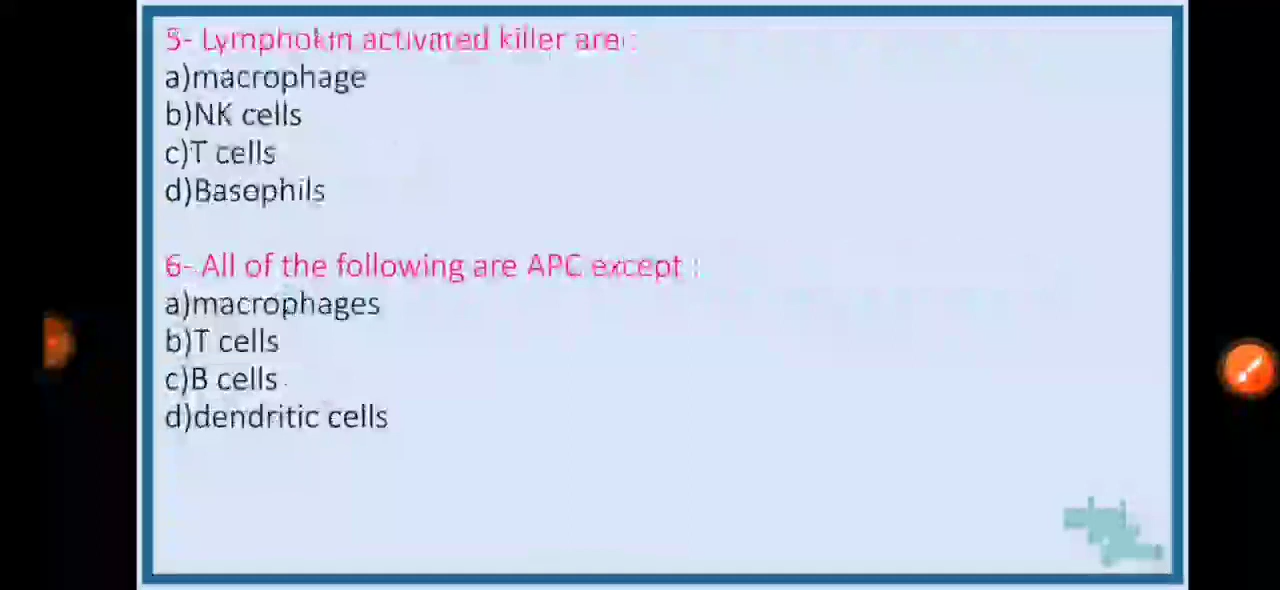 5- Lymphokin activated killer are :
a)macrophage
b)NK cells
c)T cells
d)Basophils
6- All of the following are APC except :
a)macrophages
b)T cells
c)B cells
d)dendritic cells